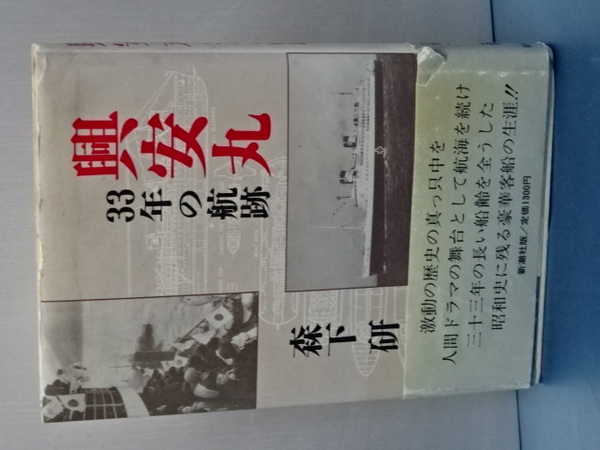 興安丸
33年の航跡
森下研
激動の歴史の真っ只中を
人間ドラマの舞台として航海を続け
三十三年の長い船齢を全うした
昭和史に残る豪華客船の生涯!!
新潮社版/定価1300円